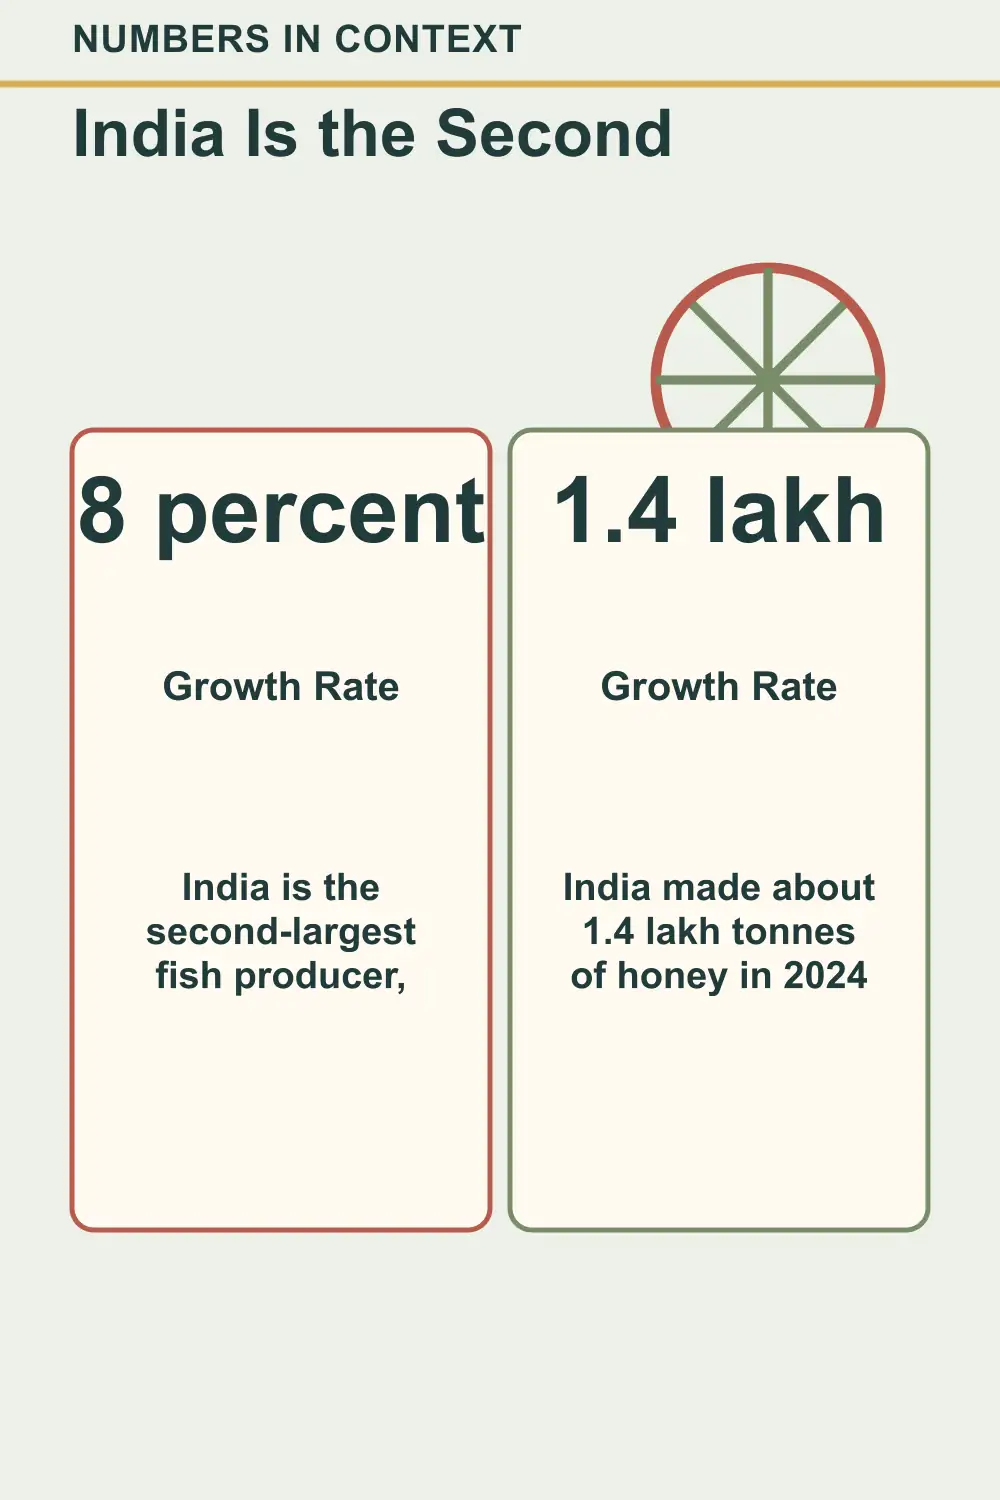 NUMBERS IN CONTEXT
India Is the Second
8 percent
Growth Rate
India is the
second-largest
fish producer,
1.4 lakh
Growth Rate
India made about
1.4 lakh tonnes
of honey in 2024